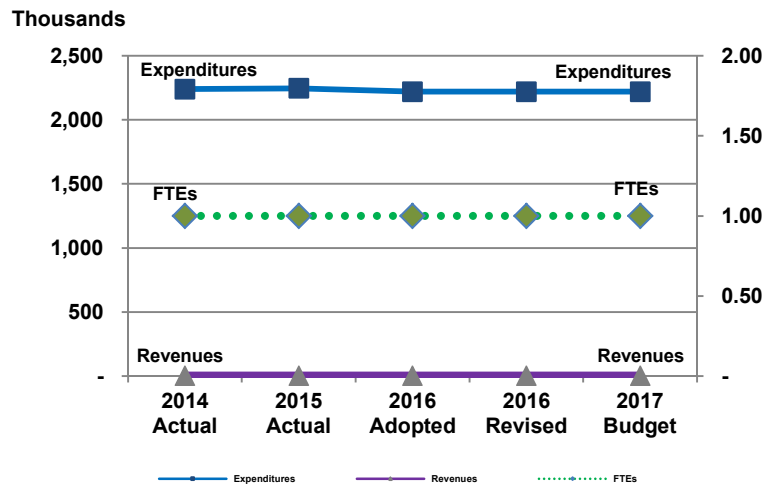 Thousands
2,500 2.00
Expenditures Expenditures
2,000
1.50
1,500
FTEs FTEs
1.00
1,000
500 0.50
Revenues Revenues
- -
2014 2015 2016 2016 2017
Actual Actual Adopted Revised Budget
Expenditures Revenues FTEs